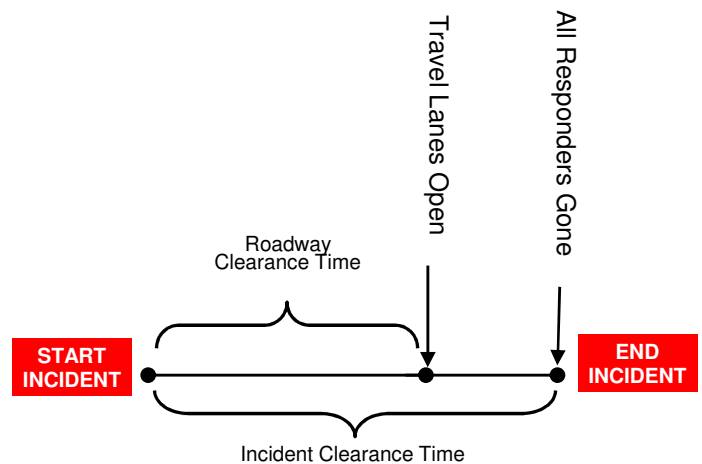 Travel Lanes Open
All Responders Gone
Roadway
Clearance Time
START
INCIDENT
END
INCIDENT
Incident Clearance Time